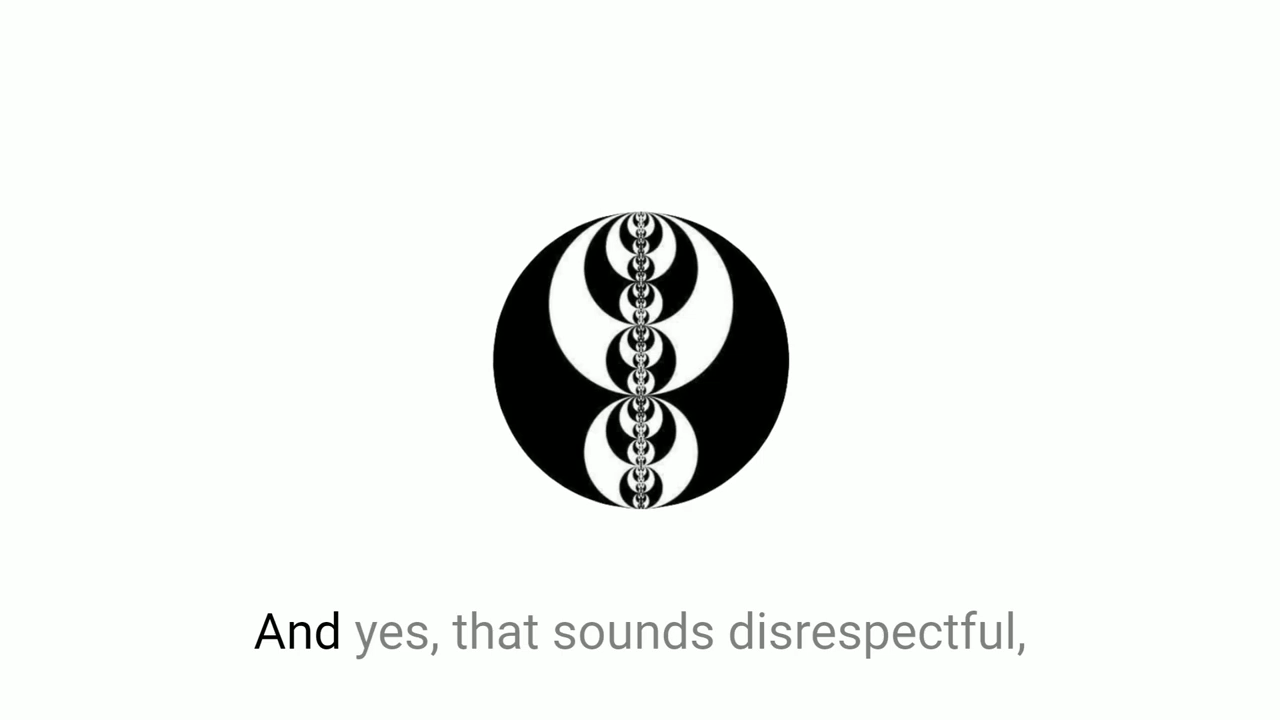 And yes, that sounds disrespectful,